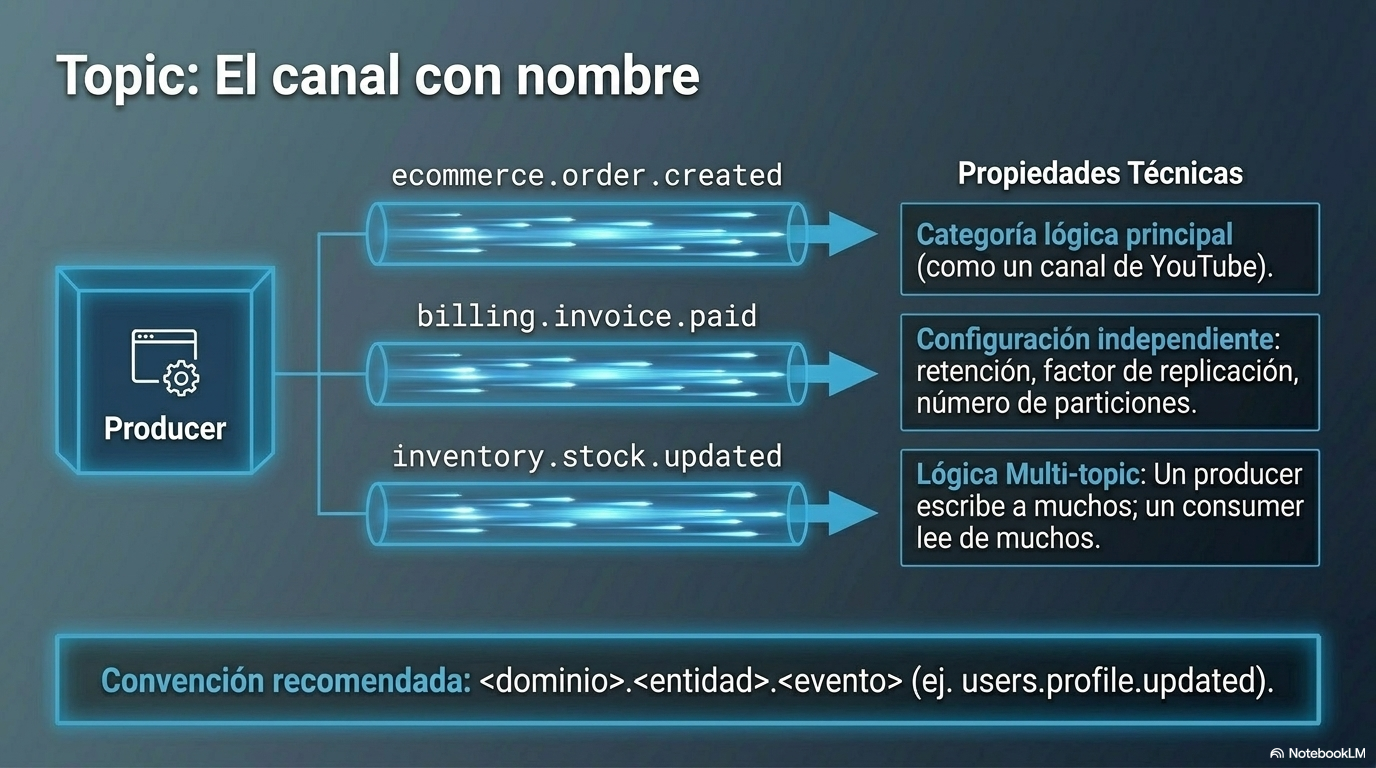 Topic: El canal con nombre
ecommerce.order.created
billing.invoice.paid
inventory.stock.updated
Producer
Propiedades Técnicas
Categoría lógica principal
(como un canal de YouTube).
Configuración independiente:
retención, factor de replicación,
número de particiones.
Lógica Multi-topic: Un producer
escribe a muchos; un consumer
lee de muchos.
Convención recomendada: <dominio>.<entidad>.<evento> (ej. users.profile.updated).
NotebookLM